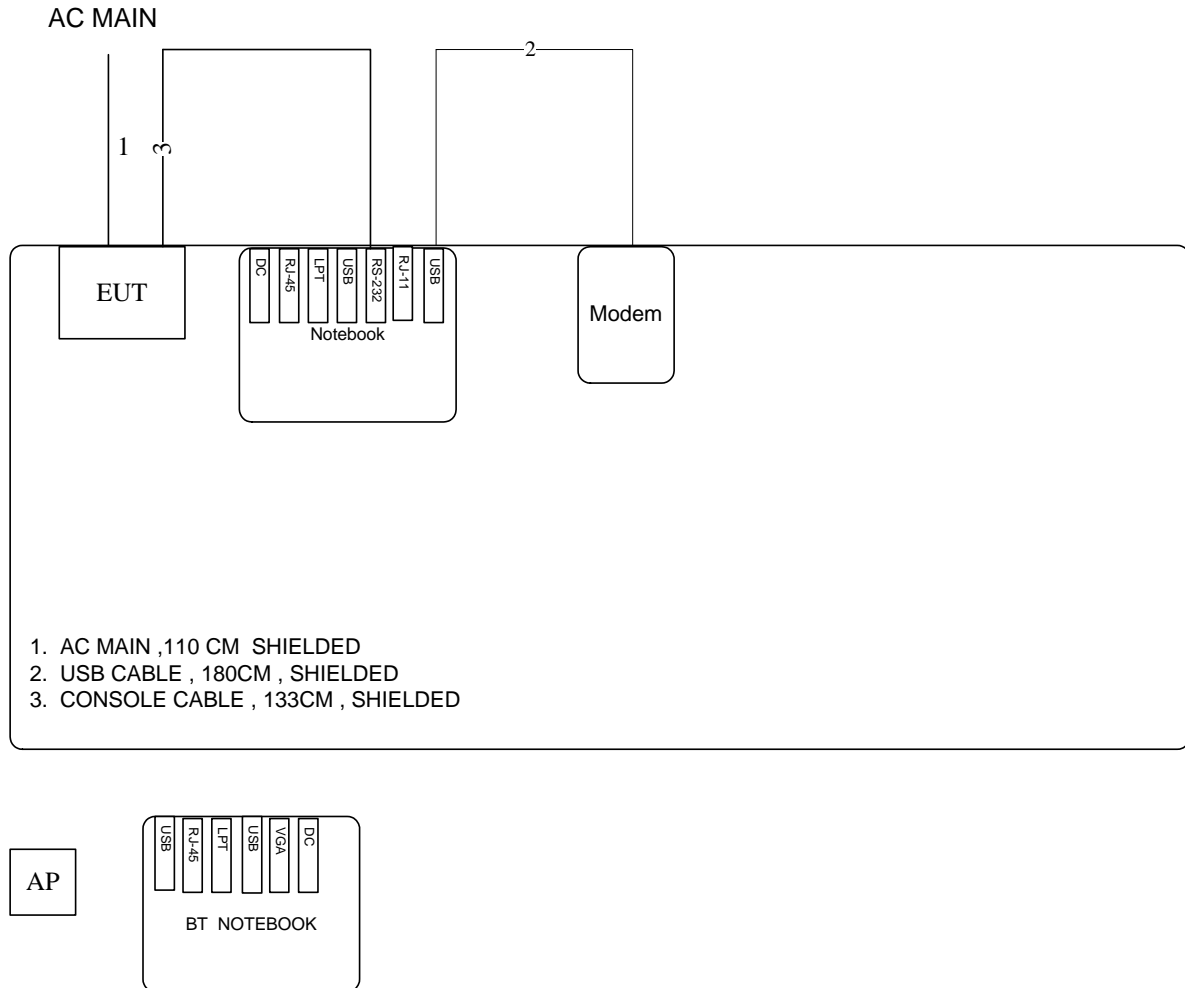 AC MAIN
2
1
3
EUT
DC
RJ-45
LPT
USB
RS-232
RJ-11
USB
Notebook
Modem
1. AC MAIN ,110 CM SHIELDED
2. USB CABLE , 180CM , SHIELDED
3. CONSOLE CABLE , 133CM , SHIELDED
AP
USB
RJ-45
LPT
USB
VGA
DC
BT NOTEBOOK